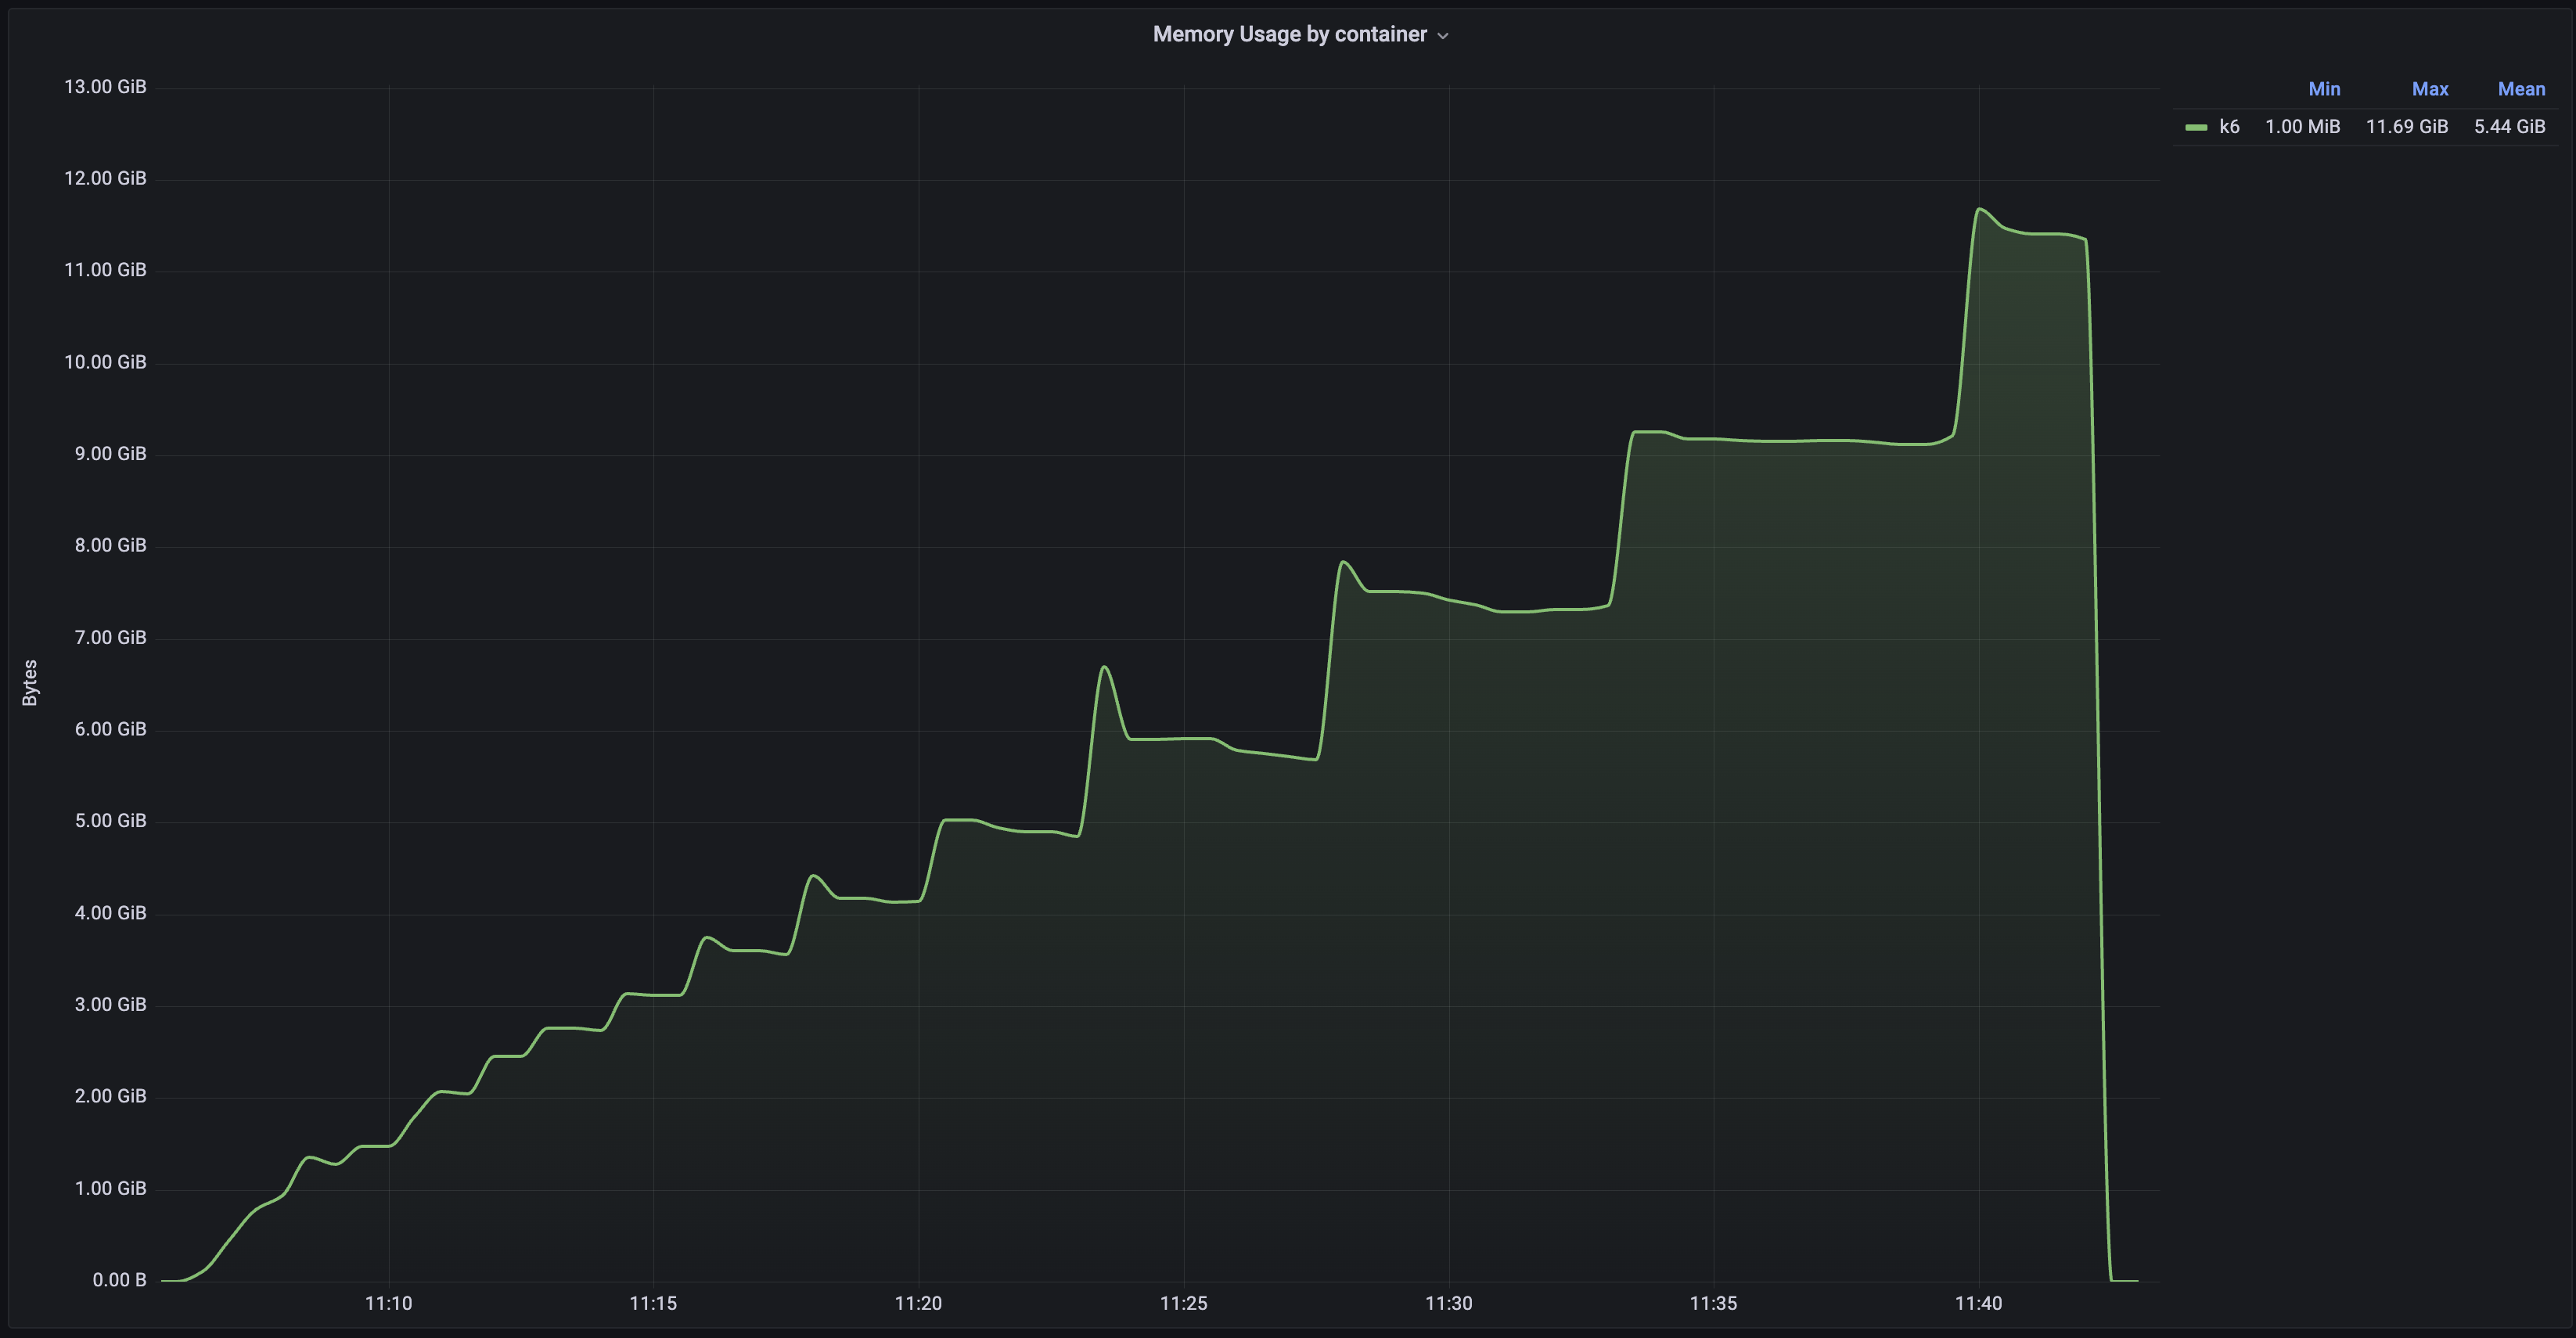 Memory Usage by container
13.00 GiB
12.00 GiB
11.00 GiB
10.00 GiB
9.00 GiB
8.00 GiB
7.00 GiB
6.00 GiB
5.00 GiB
4.00 GiB
3.00 GiB
2.00 GiB
1.00 GiB
0.00 B
Bytes
11:10 11:15 11:20 11:25 11:30 11:35 11:40
Min Max Mean
k6 1.00 MiB 11.69 GiB 5.44 GiB